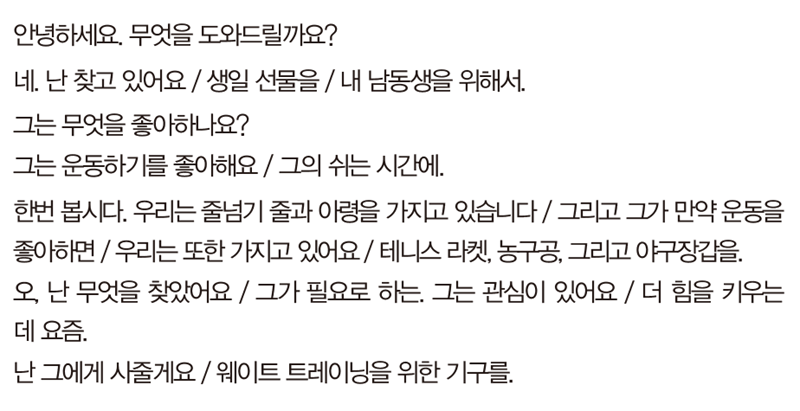 안녕하세요. 무엇을 도와드릴까요?
네. 난 찾고 있어요 / 생일 선물을 / 내 남동생을 위해서.
그는 무엇을 좋아하나요?
그는 운동하기를 좋아해요 / 그의 쉬는 시간에.
한번 봅시다. 우리는 줄넘기 줄과 아령을 가지고 있습니다 / 그리고 그가 만약 운동을
좋아하면 / 우리는 또한 가지고 있어요 / 테니스 라켓, 농구공, 그리고 야구장갑을.
오, 난 무엇을 찾았어요 / 그가 필요로 하는. 그는 관심이 있어요 / 더 힘을 키우는
데 요즘.
난 그에게 사줄게요 / 웨이트 트레이닝을 위한 기구를.